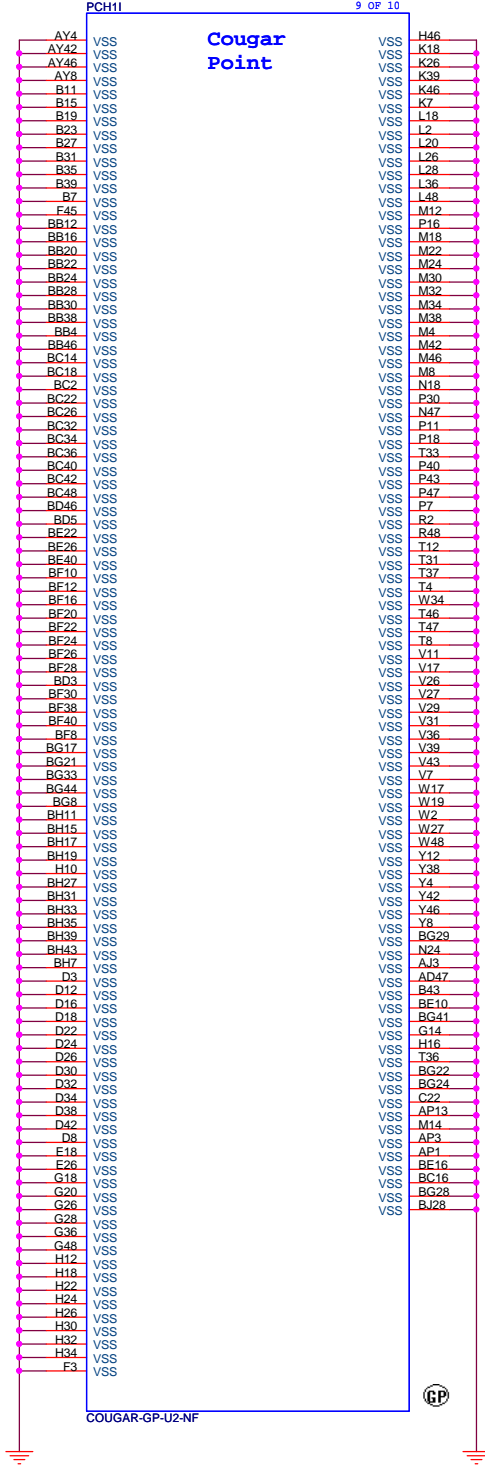 PCH1I 9 OF 10
Cougar
Point
AY4 VSS VSS H46
AY42 VSS VSS K18
AY46 VSS VSS K26
AY8 VSS VSS K39
B11 VSS VSS K46
B15 VSS VSS K7
B19 VSS VSS L18
B23 VSS VSS L2
B27 VSS VSS L20
B31 VSS VSS L26
B35 VSS VSS L28
B39 VSS VSS L36
B7 VSS VSS L48
F45 VSS VSS M12
BB12 VSS VSS P16
BB16 VSS VSS M18
BB20 VSS VSS M22
BB22 VSS VSS M24
BB24 VSS VSS M30
BB28 VSS VSS M32
BB30 VSS VSS M34
BB38 VSS VSS M38
BB4 VSS VSS M4
BB46 VSS VSS M42
BC14 VSS VSS M46
BC18 VSS VSS M8
BC2 VSS VSS N18
BC22 VSS VSS P30
BC26 VSS VSS N47
BC32 VSS VSS P11
BC34 VSS VSS P18
BC36 VSS VSS T33
BC40 VSS VSS P40
BC42 VSS VSS P43
BC48 VSS VSS P47
BD46 VSS VSS P7
BD5 VSS VSS R2
BE22 VSS VSS R48
BE26 VSS VSS T12
BE40 VSS VSS T31
BF10 VSS VSS T37
BF12 VSS VSS T4
BF16 VSS VSS W34
BF20 VSS VSS T46
BF22 VSS VSS T47
BF24 VSS VSS T8
BF26 VSS VSS V11
BF28 VSS VSS V17
BD3 VSS VSS V26
BF30 VSS VSS V27
BF38 VSS VSS V29
BF40 VSS VSS V31
BF8 VSS VSS V36
BG17 VSS VSS V39
BG21 VSS VSS V43
BG33 VSS VSS V7
BG44 VSS VSS W17
BG8 VSS VSS W19
BH11 VSS VSS W2
BH15 VSS VSS W27
BH17 VSS VSS W48
BH19 VSS VSS Y12
H10 VSS VSS Y38
BH27 VSS VSS Y4
BH31 VSS VSS Y42
BH33 VSS VSS Y46
BH35 VSS VSS Y8
BH39 VSS VSS BG29
BH43 VSS VSS N24
BH7 VSS VSS AJ3
D3 VSS VSS AD47
D12 VSS VSS B43
D16 VSS VSS BE10
D18 VSS VSS BG41
D22 VSS VSS G14
D24 VSS VSS H16
D26 VSS VSS T36
D30 VSS VSS BG22
D32 VSS VSS BG24
D34 VSS VSS C22
D38 VSS VSS AP13
D42 VSS VSS M14
D8 VSS VSS AP3
E18 VSS VSS AP1
E26 VSS VSS BE16
G18 VSS VSS BC16
G20 VSS VSS BG28
G26 VSS VSS BJ28
G28 VSS
G36 VSS
G48 VSS
H12 VSS
H18 VSS
H22 VSS
H24 VSS
H26 VSS
H30 VSS
H32 VSS
H34 VSS
F3 VSS
GP
COUGAR-GP-U2-NF